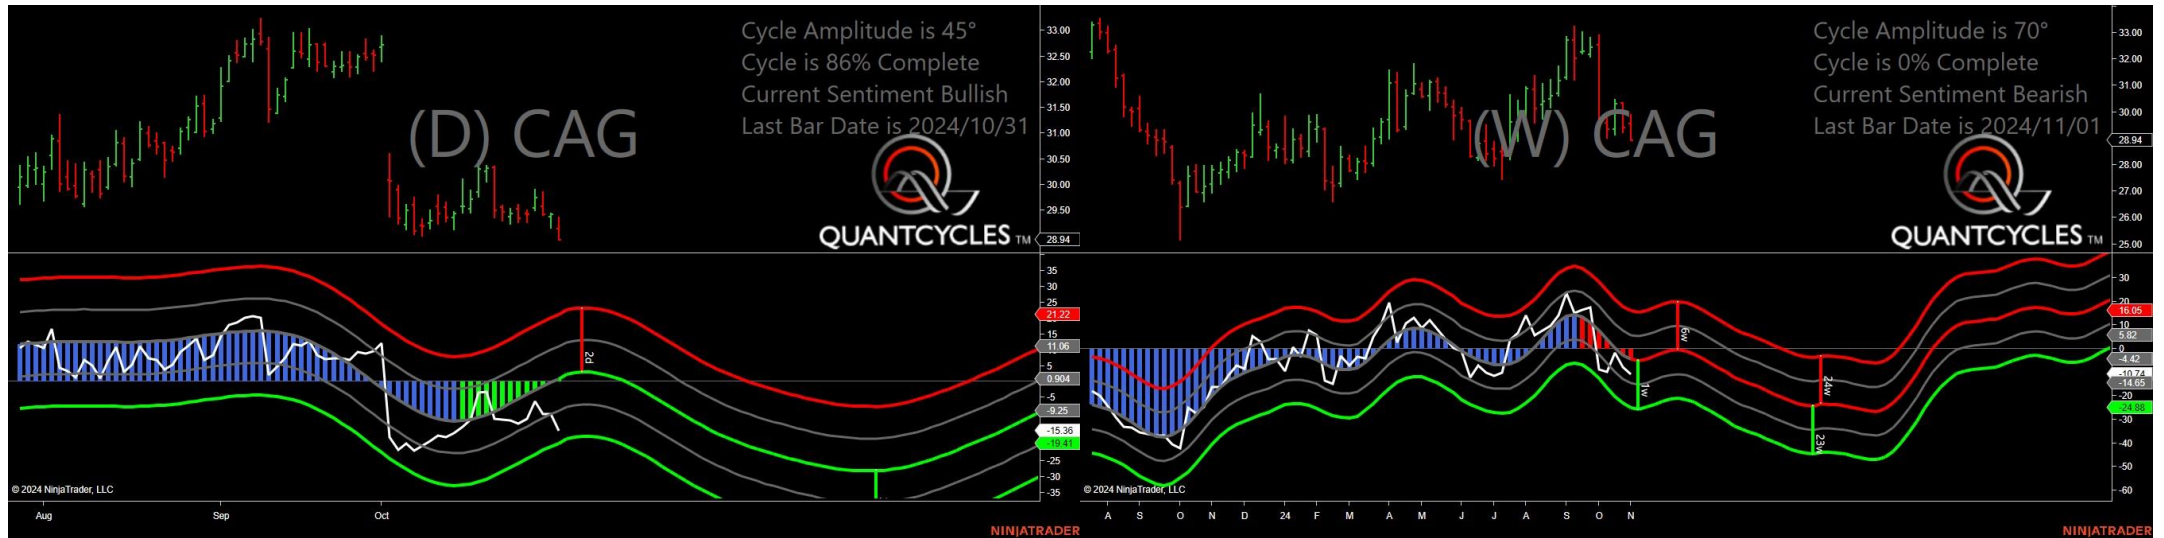 Cycle Amplitude is 45°
Cycle is 86% Complete
Current Sentiment Bullish
Last Bar Date is 2024/10/31
(D) CAG
QUANTCYCLES TM
33.00
32.50
32.00
31.50
31.00
30.50
30.00
29.50
28.94
35
30
25
21.22
15
11.06
5
0.904
-5
-9.25
-15.36
-19.41
-25
-30
-35
2d
© 2024 NinjaTrader, LLC
Aug Sep Oct
NINJATRADER
Cycle Amplitude is 70°
Cycle is 0% Complete
Current Sentiment Bearish
Last Bar Date is 2024/11/01
(W) CAG
QUANTCYCLES TM
33.00
32.00
31.00
30.00
28.94
28.00
27.00
26.00
25.00
30
20
16.05
10
5.82
0
-4.42
-10.74
-14.65
-20
-24.88
-30
-40
-50
-60
6w
1w
24w
23w
© 2024 NinjaTrader, LLC
A S O N D 24 F M A M J J A S O N
NINJATRADER